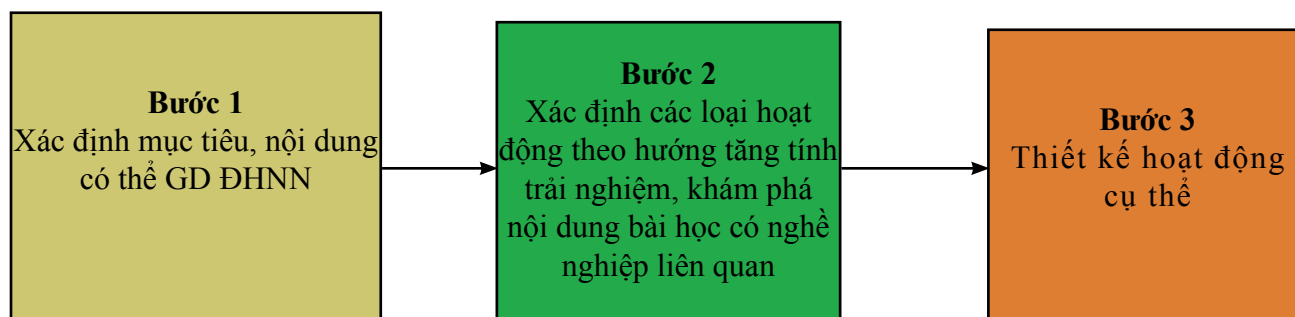 Bước 1
Xác định mục tiêu, nội dung
có thể GD ĐHNN
Bước 2
Xác định các loại hoạt
động theo hướng tăng tính
trải nghiệm, khám phá
nội dung bài học có nghề
nghiệp liên quan
Bước 3
Thiết kế hoạt động
cụ thể